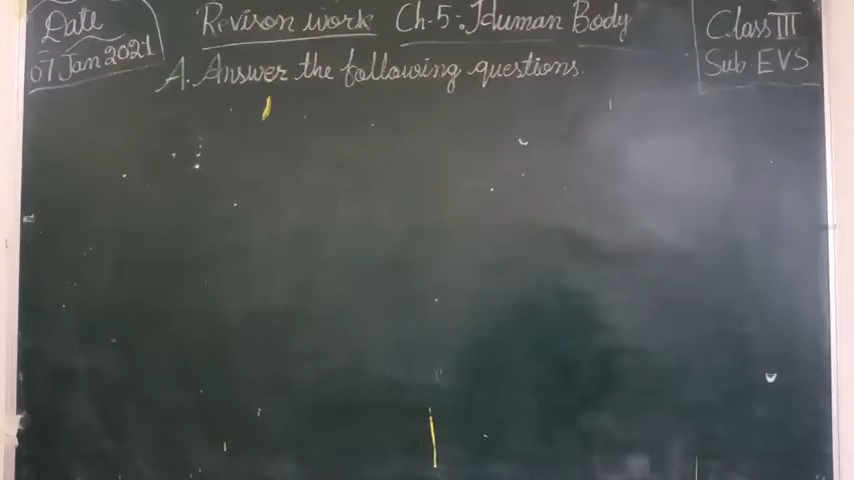 Date
07 Jan 2021
Revison work Ch-5:- Human Body
Class III
Sub EVS
A. Answer the following questions.